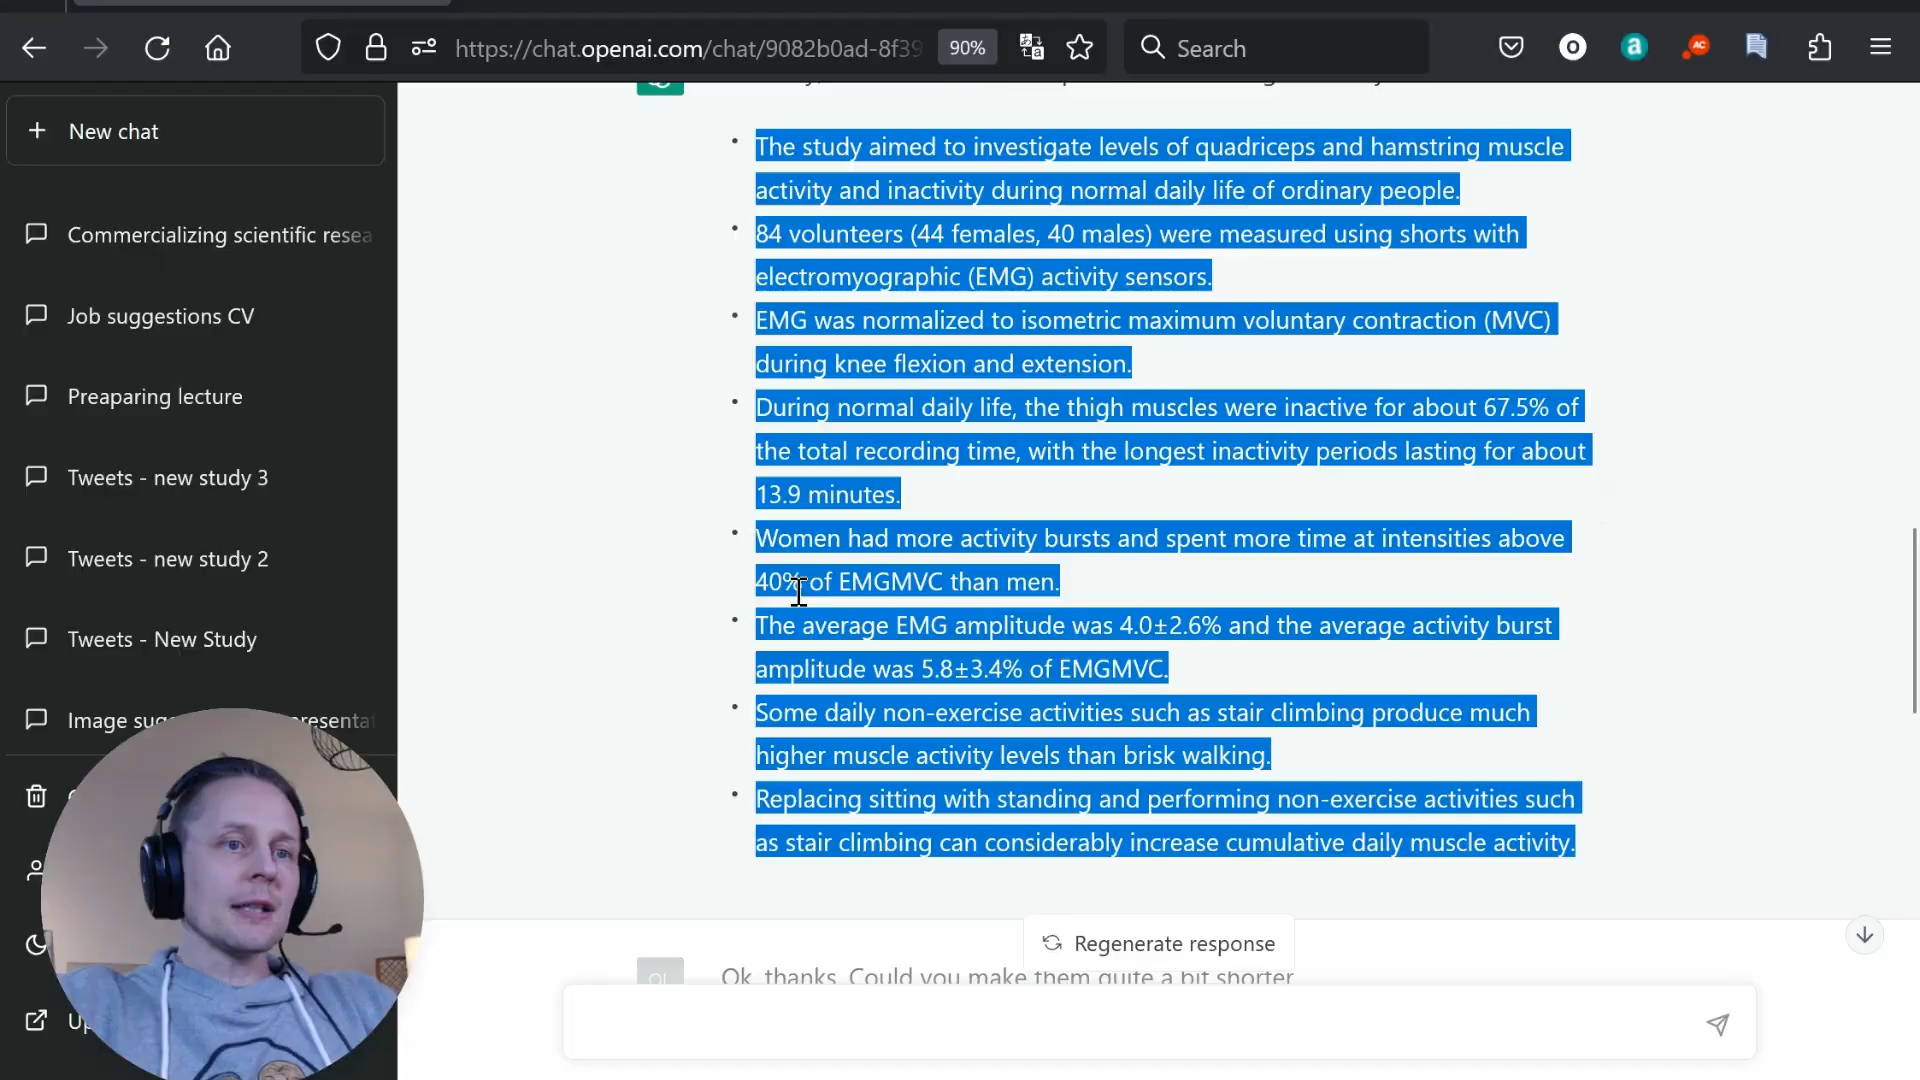 https://chat.openai.com/chat/9082b0ad-8f39
90%
Search
New chat
Commercializing scientific resea
Job suggestions CV
Preaparing lecture
Tweets - new study 3
Tweets - new study 2
Tweets - New Study
Image
The study aimed to investigate levels of quadriceps and hamstring muscle
activity and inactivity during normal daily life of ordinary people.
84 volunteers (44 females, 40 males) were measured using shorts with
electromyographic (EMG) activity sensors.
EMG was normalized to isometric maximum voluntary contraction (MVC)
during knee flexion and extension.
During normal daily life, the thigh muscles were inactive for about 67.5% of
the total recording time, with the longest inactivity periods lasting for about
13.9 minutes.
Women had more activity bursts and spent more time at intensities above
40% of EMGMVC than men.
The average EMG amplitude was 4.0±2.6% and the average activity burst
amplitude was 5.8±3.4% of EMGMVC.
Some daily non-exercise activities such as stair climbing produce much
higher muscle activity levels than brisk walking.
Replacing sitting with standing and performing non-exercise activities such
as stair climbing can considerably increase cumulative daily muscle activity.
Regenerate response
Ok, thanks. Could you make them quite a bit shorter